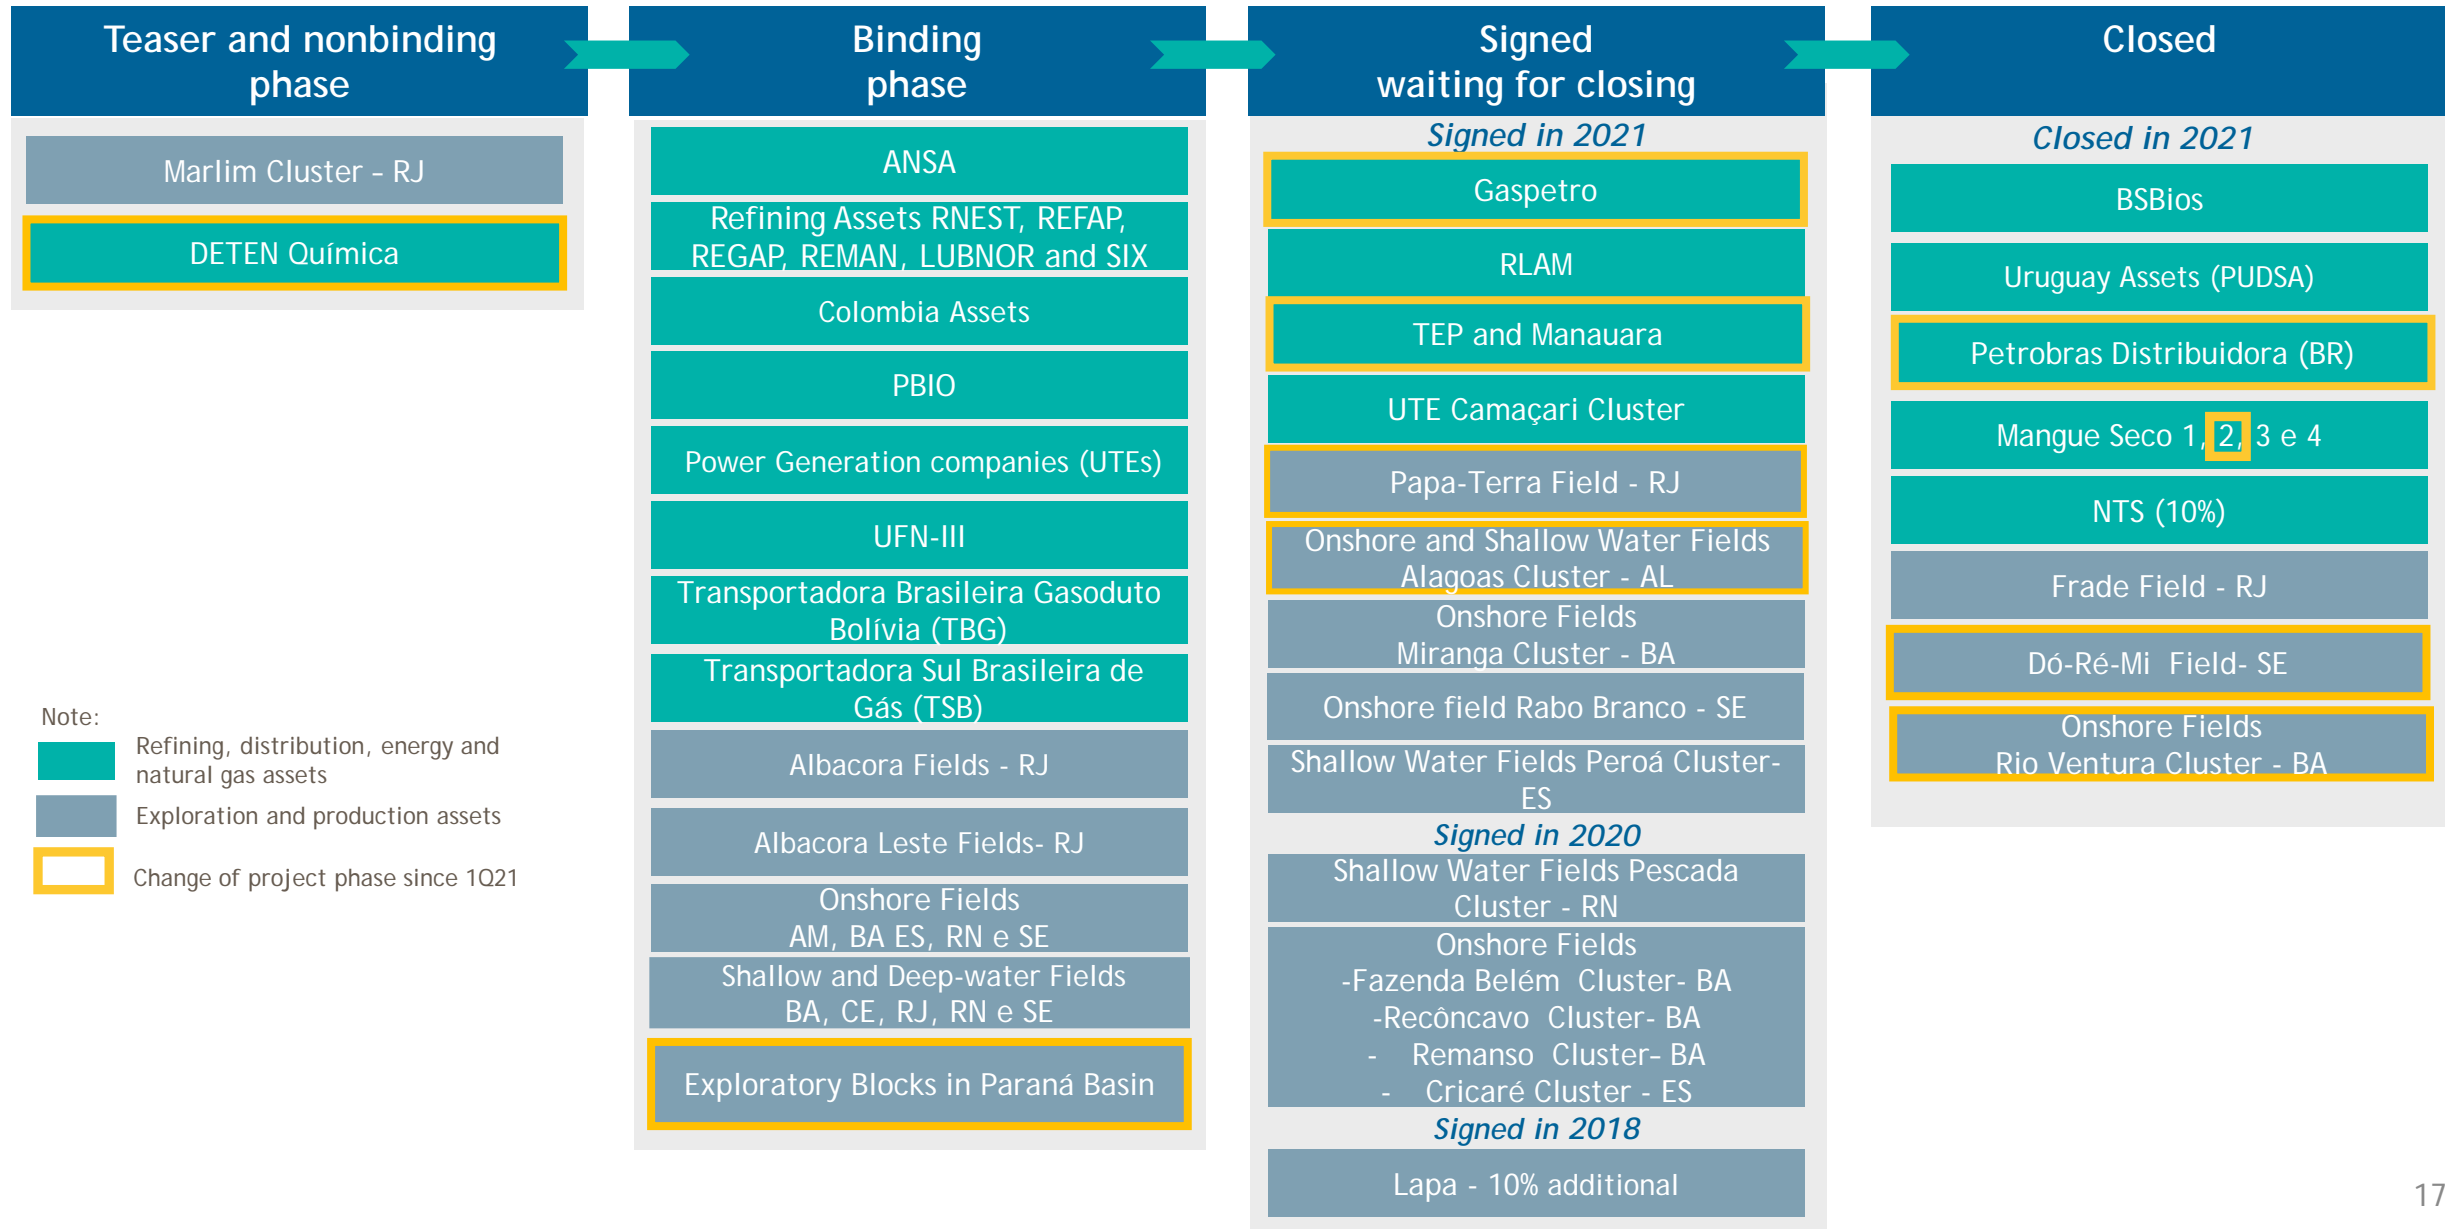 Teaser and nonbinding
phase
Marlim Cluster - RJ
DETEN Química
Binding
phase
ANSA
Refining Assets RNEST, REFAP,
REGAP, REMAN, LUBNOR and SIX
Colombia Assets
PBIO
Power Generation companies (UTEs)
UFN-III
Transportadora Brasileira Gasoduto
Bolívia (TBG)
Transportadora Sul Brasileira de
Gás (TSB)
Albacora Fields - RJ
Albacora Leste Fields- RJ
Onshore Fields
AM, BA ES, RN e SE
Shallow and Deep-water Fields
BA, CE, RJ, RN e SE
Exploratory Blocks in Paraná Basin
Signed
waiting for closing
Signed in 2021
Gaspetro
RLAM
TEP and Manauara
UTE Camaçari Cluster
Papa-Terra Field - RJ
Onshore and Shallow Water Fields
Alagoas Cluster - AL
Onshore Fields
Miranga Cluster - BA
Onshore field Rabo Branco - SE
Shallow Water Fields Peroá Cluster-
ES
Signed in 2020
Shallow Water Fields Pescada
Cluster - RN
Onshore Fields
-Fazenda Belém Cluster- BA
-Recôncavo Cluster- BA
- Remanso Cluster- BA
- Cricaré Cluster - ES
Signed in 2018
Lapa - 10% additional
Closed
Closed in 2021
BSBios
Uruguay Assets (PUDSA)
Petrobras Distribuidora (BR)
Mangue Seco 1, 2, 3 e 4
NTS (10%)
Frade Field - RJ
Dó-Ré-Mi Field- SE
Onshore Fields
Rio Ventura Cluster - BA
Note:
Refining, distribution, energy and
natural gas assets
Exploration and production assets
Change of project phase since 1Q21
17